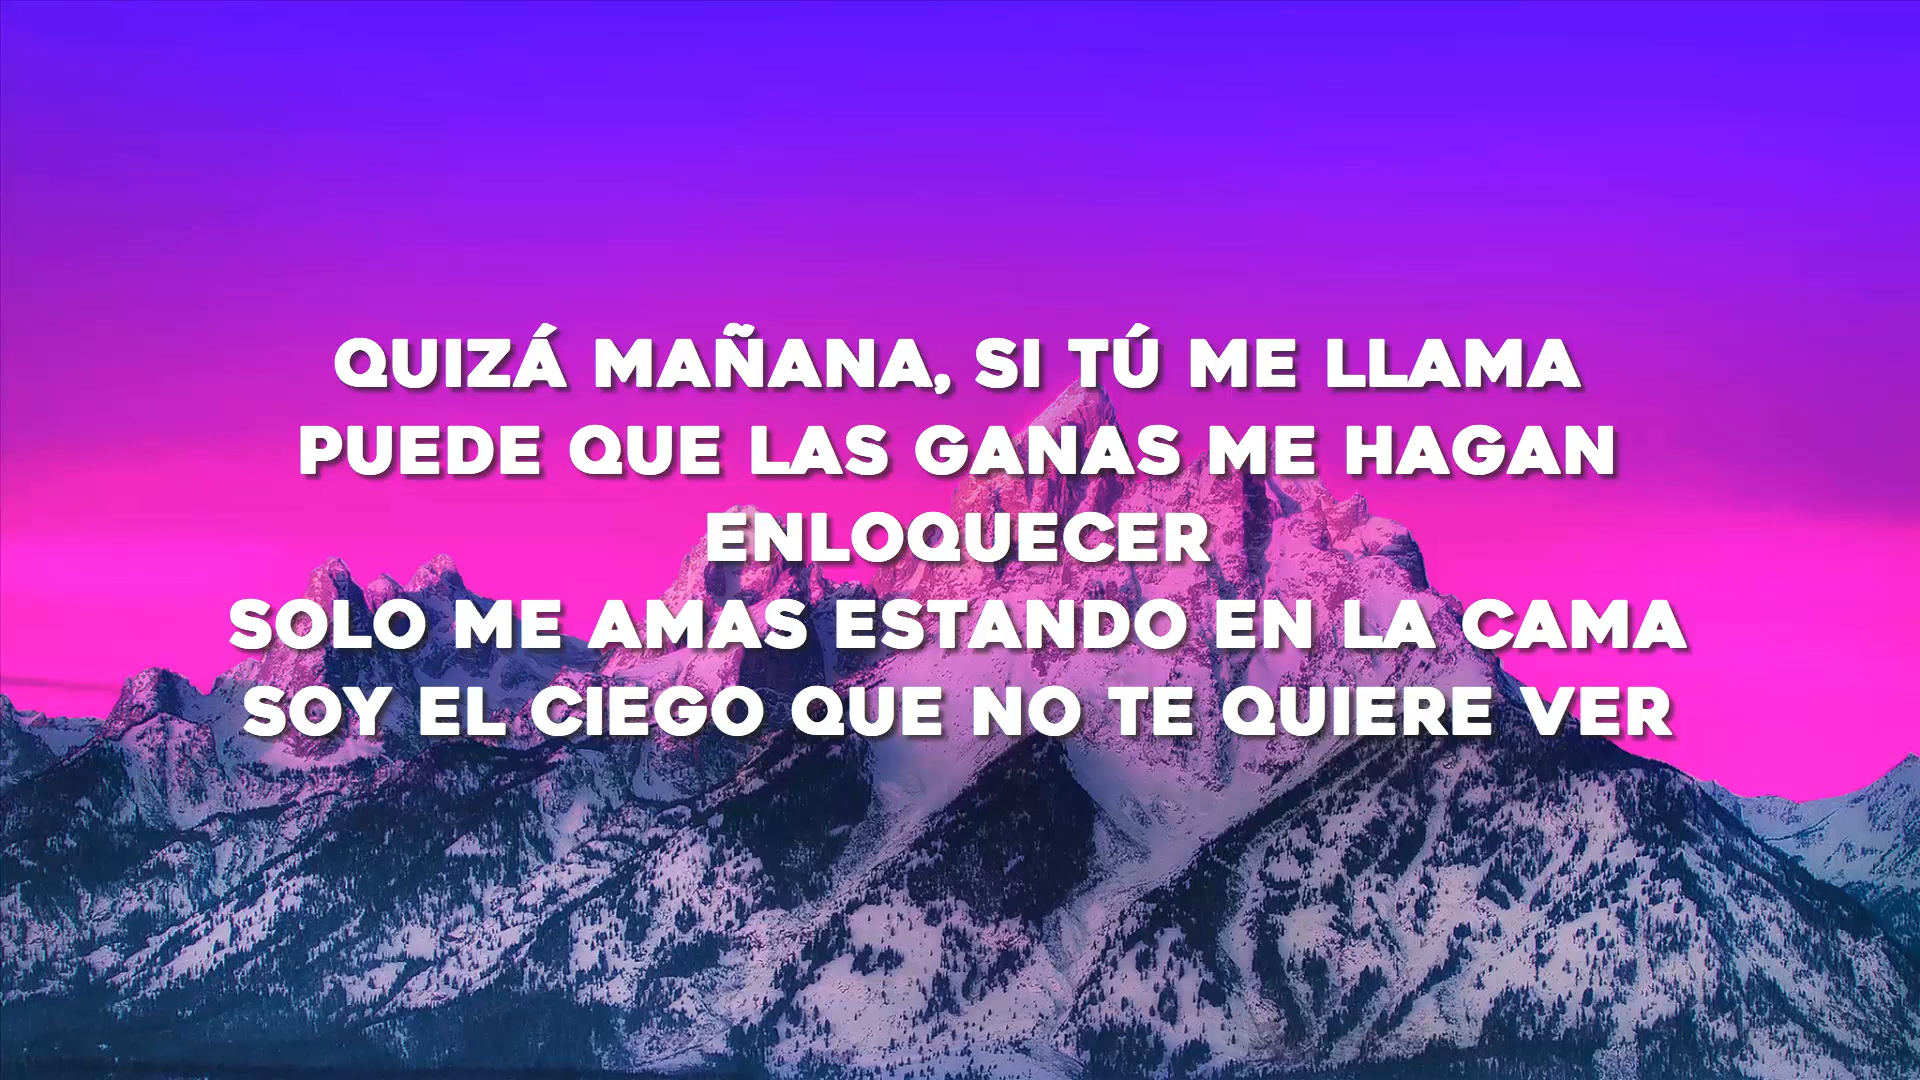 QUIZÁ MAÑANA, SI TÚ ME LLAMA
PUEDE QUE LAS GANAS ME HAGAN
ENLOQUECER
SOLO ME AMAS ESTANDO EN LA CAMA
SOY EL CIEGO QUE NO TE QUIERE VER